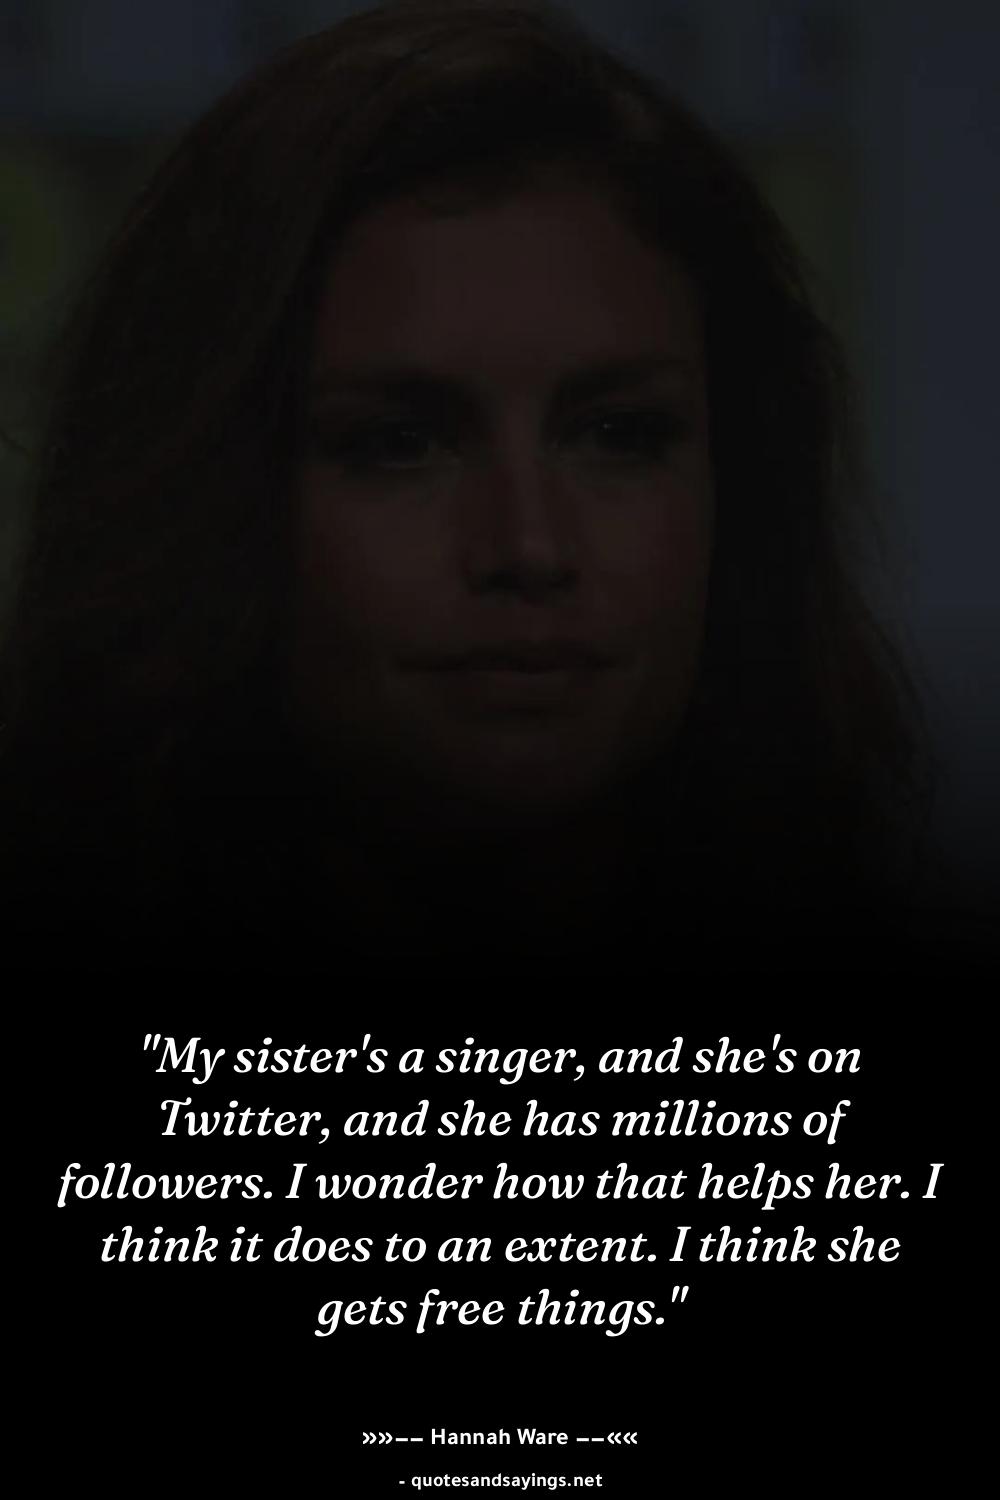 "My sister's a singer, and she's on
Twitter, and she has millions of
followers. I wonder how that helps her. I
think it does to an extent. I think she
gets free things."
»»−− Hannah Ware −−««
- quotesandsayings.net